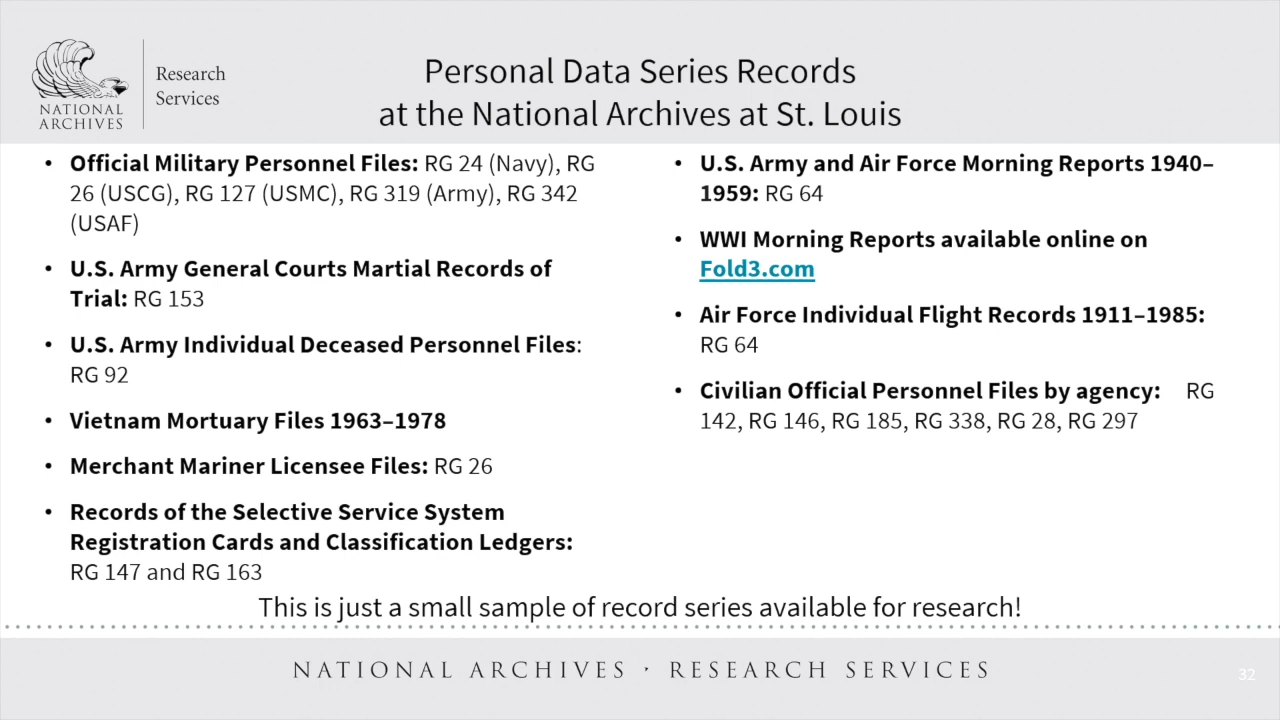 NATIONAL
ARCHIVES
Research
Services
Personal Data Series Records
at the National Archives at St. Louis
• Official Military Personnel Files: RG 24 (Navy), RG
26 (USCG), RG 127 (USMC), RG 319 (Army), RG 342
(USAF)
• U.S. Army General Courts Martial Records of
Trial: RG 153
• U.S. Army Individual Deceased Personnel Files:
RG 92
• Vietnam Mortuary Files 1963–1978
• Merchant Mariner Licensee Files: RG 26
• Records of the Selective Service System
Registration Cards and Classification Ledgers:
RG 147 and RG 163
• U.S. Army and Air Force Morning Reports 1940–
1959: RG 64
• WWI Morning Reports available online on
Fold3.com
• Air Force Individual Flight Records 1911–1985:
RG 64
• Civilian Official Personnel Files by agency: RG
142, RG 146, RG 185, RG 338, RG 28, RG 297
This is just a small sample of record series available for research!
NATIONAL ARCHIVES · RESEARCH SERVICES
32